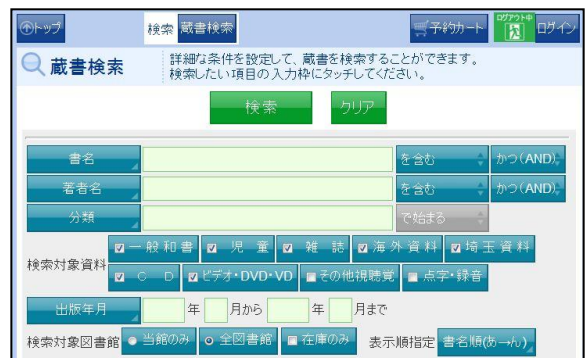 トップ 検索 蔵書検索 予約カート ログアウト中 ログイン
蔵書検索
詳細な条件を設定して、蔵書を検索することができます。
検索したい項目の入力枠にタッチしてください。
検索 クリア
書名 を含む かつ(AND)
著者名 を含む かつ(AND)
分類 で始まる
検索対象資料 一般和書 児童 雑誌 海外資料 埼玉資料
CD ビデオ・DVD・VD その他視聴覚 点字・録音
出版年月 年 月から 年 月まで
検索対象図書館 当館のみ 全図書館 在庫のみ 表示順指定 書名順(あ→ん)